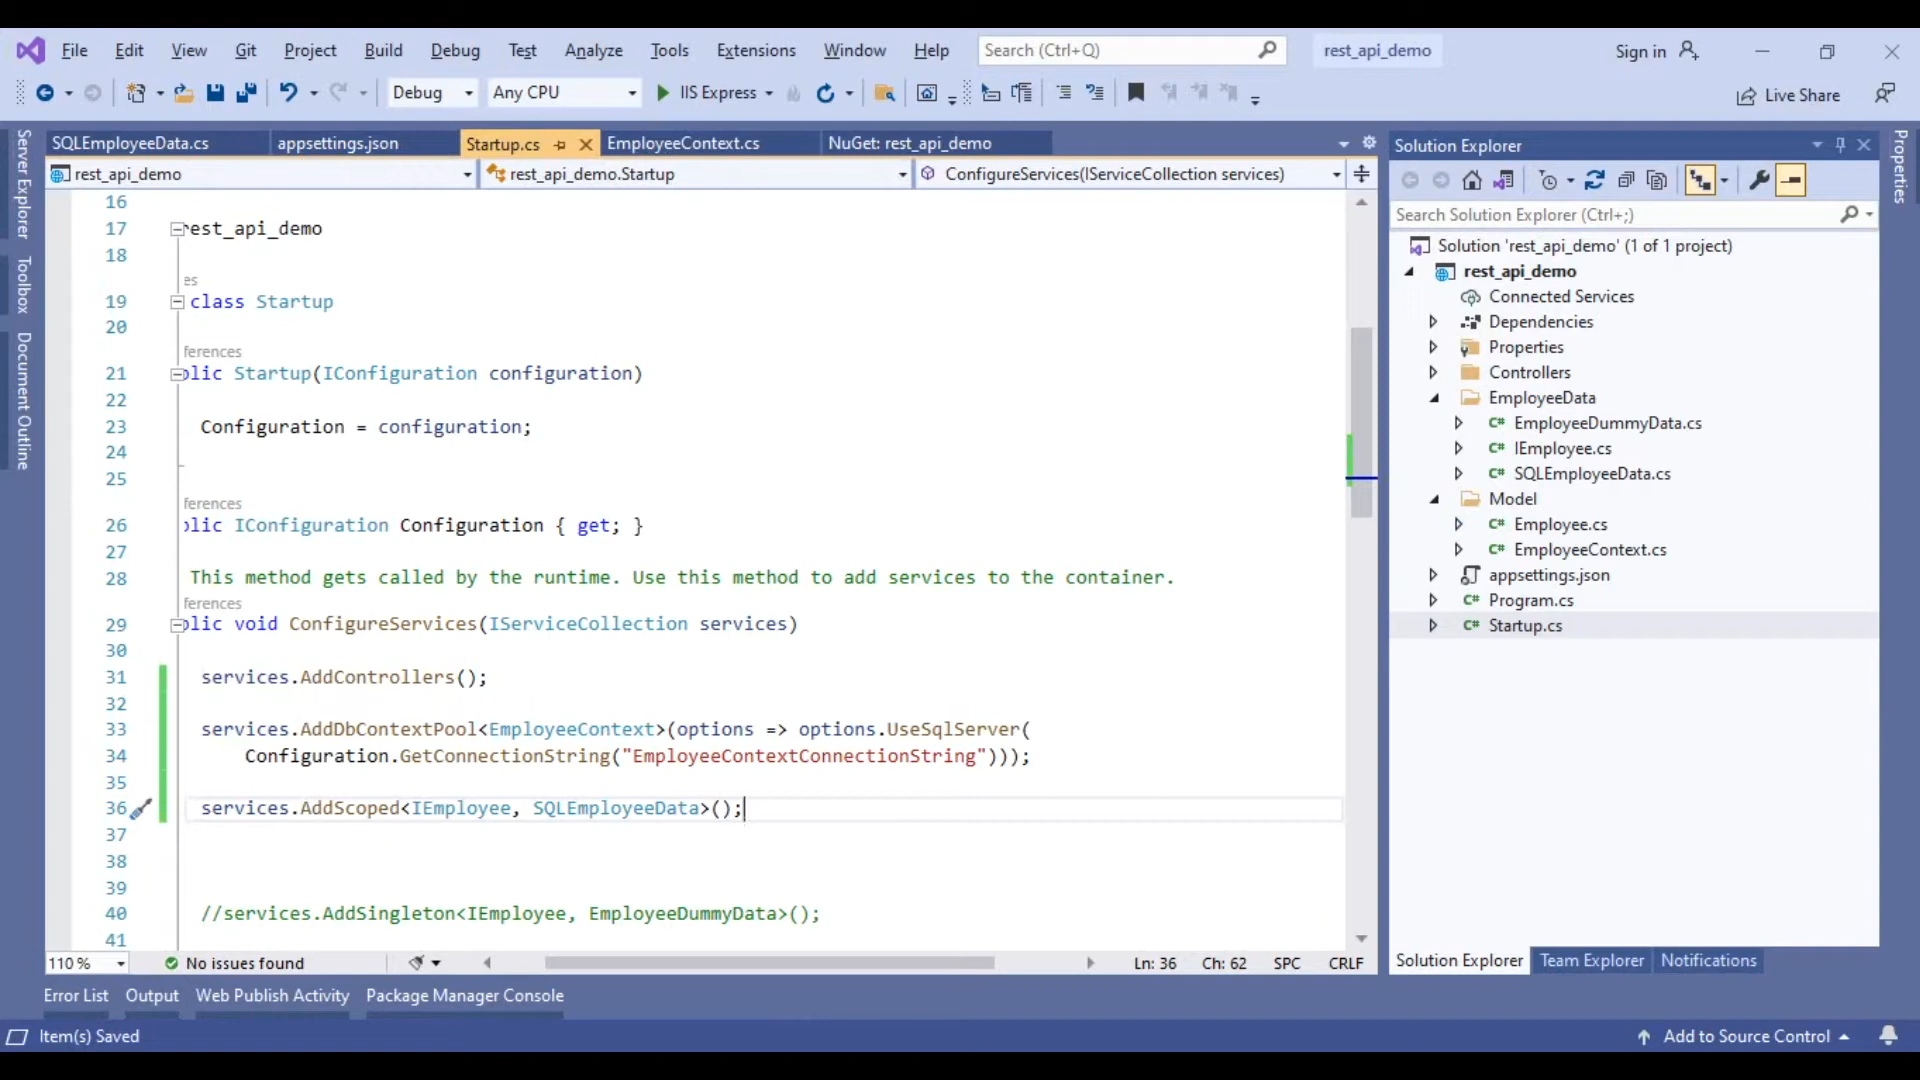 File Edit View Git Project Build Debug Test Analyze Tools Extensions Window Help Search (Ctrl+Q) rest_api_demo Sign in
Debug Any CPU IIS Express Live Share
SQLEmployeeData.cs appsettings.json Startup.cs EmployeeContext.cs NuGet: rest_api_demo
rest_api_demo rest_api_demo.Startup ConfigureServices(IServiceCollection services)
Server Explorer
Toolbox
Document Outline
16
17 rest_api_demo
18
es
19 class Startup
20
ferences
21 blic Startup(IConfiguration configuration)
22
23 Configuration = configuration;
24
25
ferences
26 blic IConfiguration Configuration { get; }
27
28 This method gets called by the runtime. Use this method to add services to the container.
ferences
29 blic void ConfigureServices(IServiceCollection services)
30
31 services.AddControllers();
32
33 services.AddDbContextPool<EmployeeContext>(options => options.UseSqlServer(
34 Configuration.GetConnectionString("EmployeeContextConnectionString")));
35
36 services.AddScoped<IEmployee, SQLEmployeeData>();
37
38
39
40 //services.AddSingleton<IEmployee, EmployeeDummyData>();
41
110 % No issues found Ln: 36 Ch: 62 SPC CRLF
Solution Explorer
Search Solution Explorer (Ctrl+;)
Solution 'rest_api_demo' (1 of 1 project)
rest_api_demo
Connected Services
Dependencies
Properties
Controllers
EmployeeData
C# EmployeeDummyData.cs
C# IEmployee.cs
C# SQLEmployeeData.cs
Model
C# Employee.cs
C# EmployeeContext.cs
appsettings.json
C# Program.cs
C# Startup.cs
Solution Explorer Team Explorer Notifications
Properties
Error List Output Web Publish Activity Package Manager Console
Item(s) Saved Add to Source Control